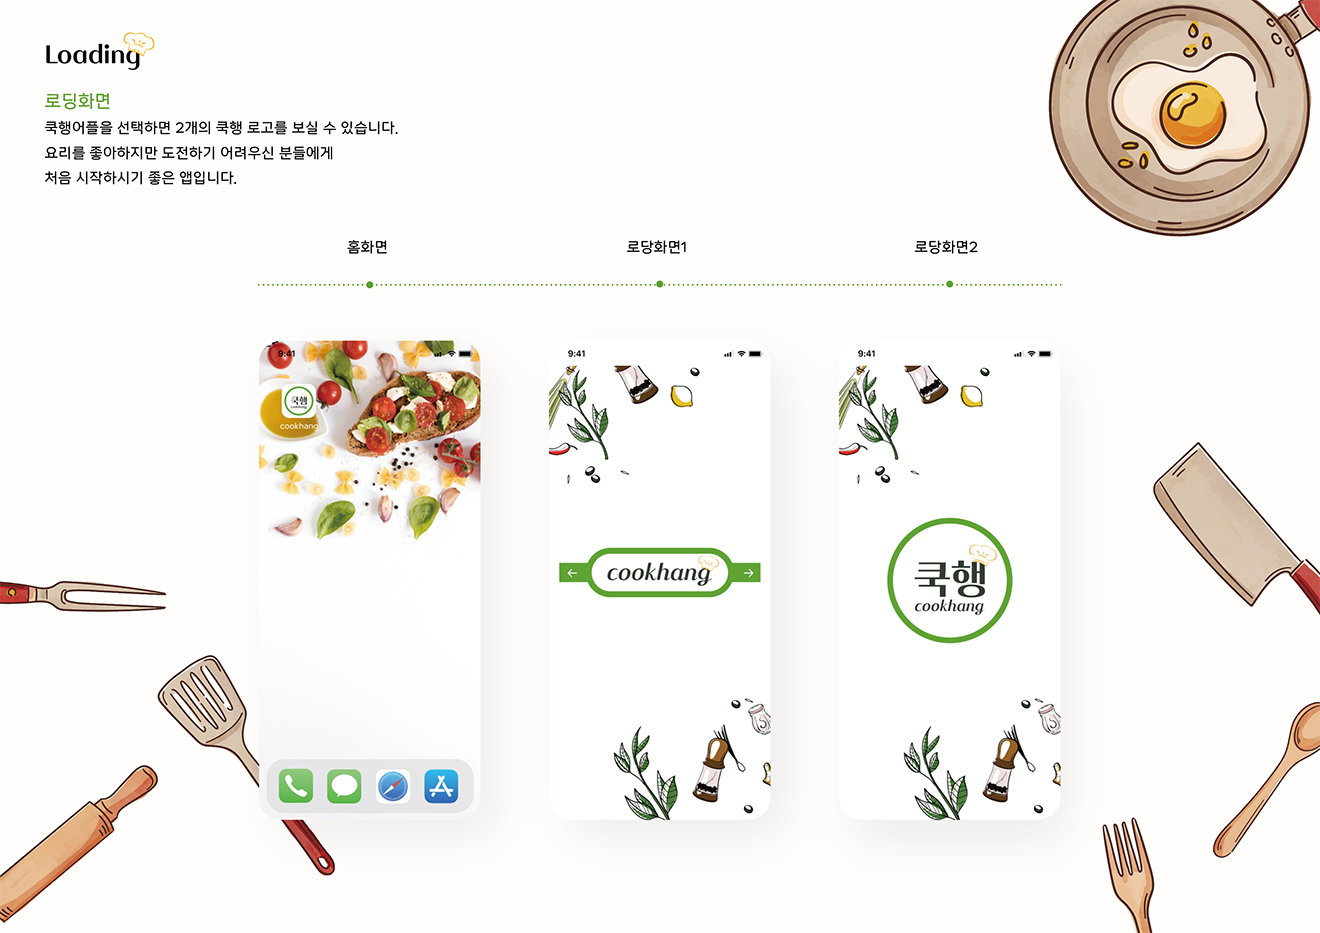 Loading
로딩화면
쿡행어플을 선택하면 2개의 쿡행 로고를 보실 수 있습니다.
요리를 좋아하지만 도전하기 어려우신 분들에게
처음 시작하시기 좋은 앱입니다.
홈화면
로당화면1
로당화면2
9:41
9:41
9:41
쿡행
cookhang
cookhang
← cookhang →
쿡행
cookhang